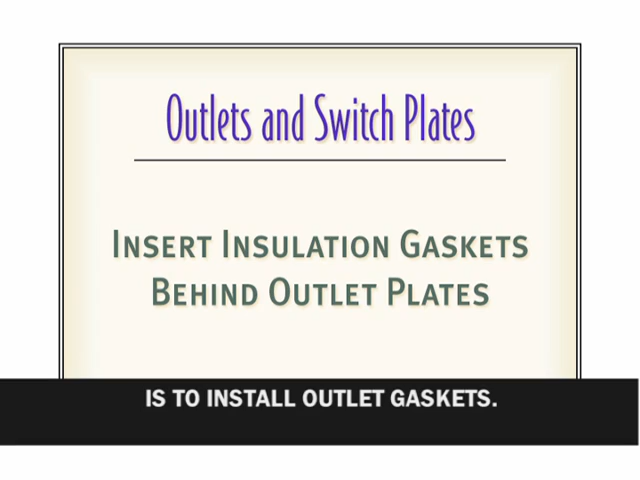 Outlets and Switch Plates
Insert Insulation Gaskets
Behind Outlet Plates
IS TO INSTALL OUTLET GASKETS.